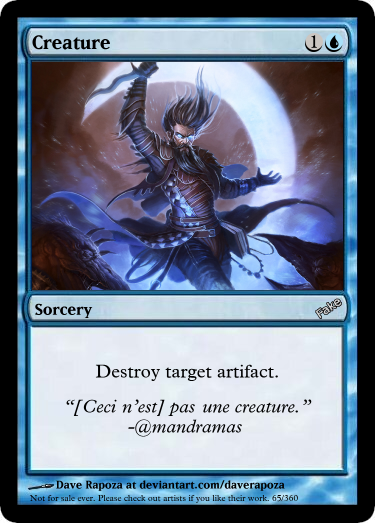 Creature 1
Sorcery Fake
Destroy target artifact.
“[Ceci n’est] pas une creature.”
-@mandramas
Dave Rapoza at deviantart.com/daverapoza
Not for sale ever. Please check out artists if you like their work. 65/360